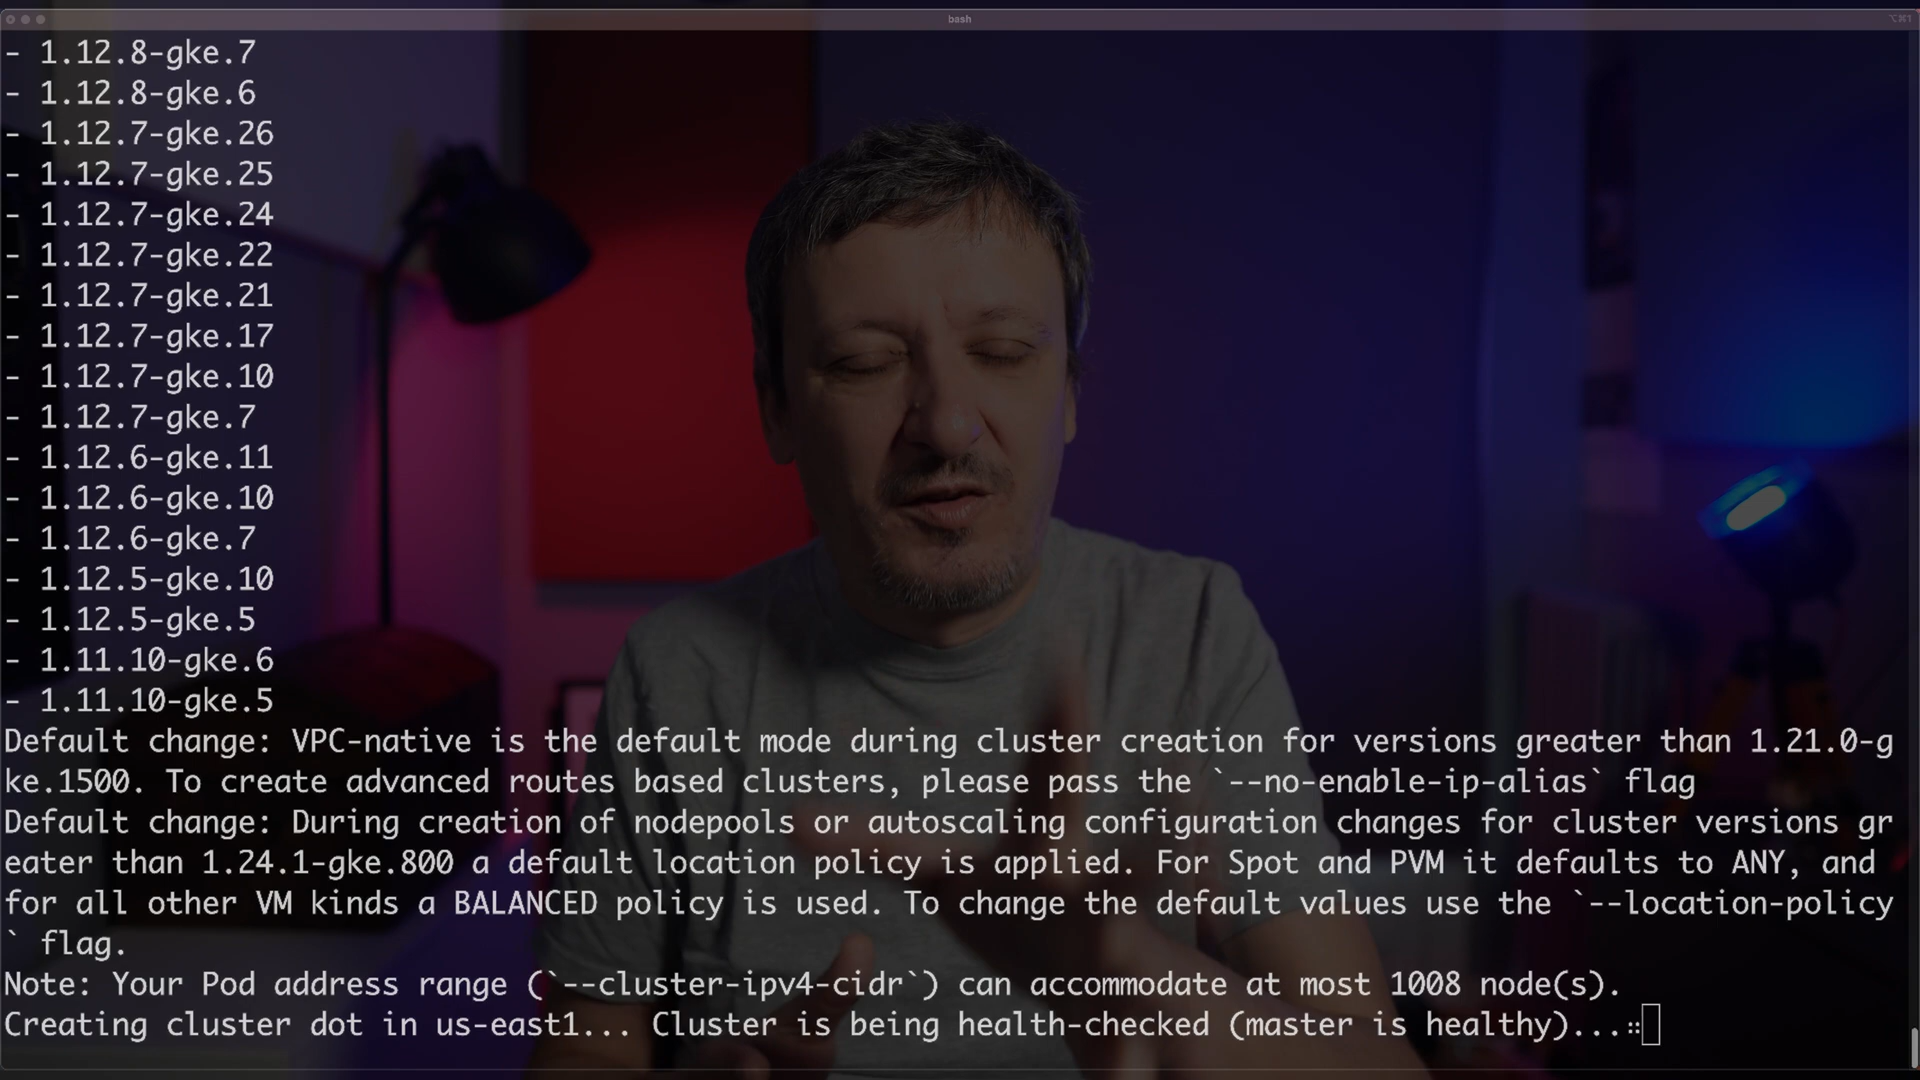 bash
⌥⌘1
- 1.12.8-gke.7
- 1.12.8-gke.6
- 1.12.7-gke.26
- 1.12.7-gke.25
- 1.12.7-gke.24
- 1.12.7-gke.22
- 1.12.7-gke.21
- 1.12.7-gke.17
- 1.12.7-gke.10
- 1.12.7-gke.7
- 1.12.6-gke.11
- 1.12.6-gke.10
- 1.12.6-gke.7
- 1.12.5-gke.10
- 1.12.5-gke.5
- 1.11.10-gke.6
- 1.11.10-gke.5
Default change: VPC-native is the default mode during cluster creation for versions greater than 1.21.0-g
ke.1500. To create advanced routes based clusters, please pass the `--no-enable-ip-alias` flag
Default change: During creation of nodepools or autoscaling configuration changes for cluster versions gr
eater than 1.24.1-gke.800 a default location policy is applied. For Spot and PVM it defaults to ANY, and
for all other VM kinds a BALANCED policy is used. To change the default values use the `--location-policy
` flag.
Note: Your Pod address range (`--cluster-ipv4-cidr`) can accommodate at most 1008 node(s).
Creating cluster dot in us-east1... Cluster is being health-checked (master is healthy)...